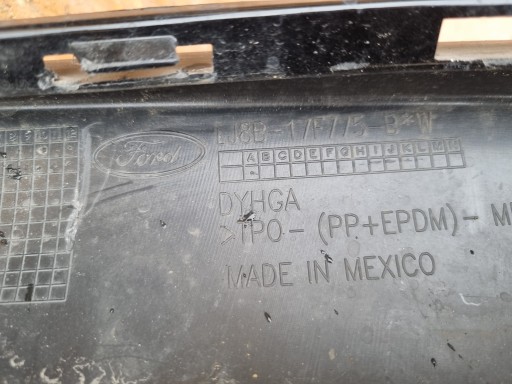 Ford
LJ8B-17F775-B*W
A B C D E F G H I J K L M N
DYHGA
>TPO-(PP+EPDM)-
MADE IN MEXICO